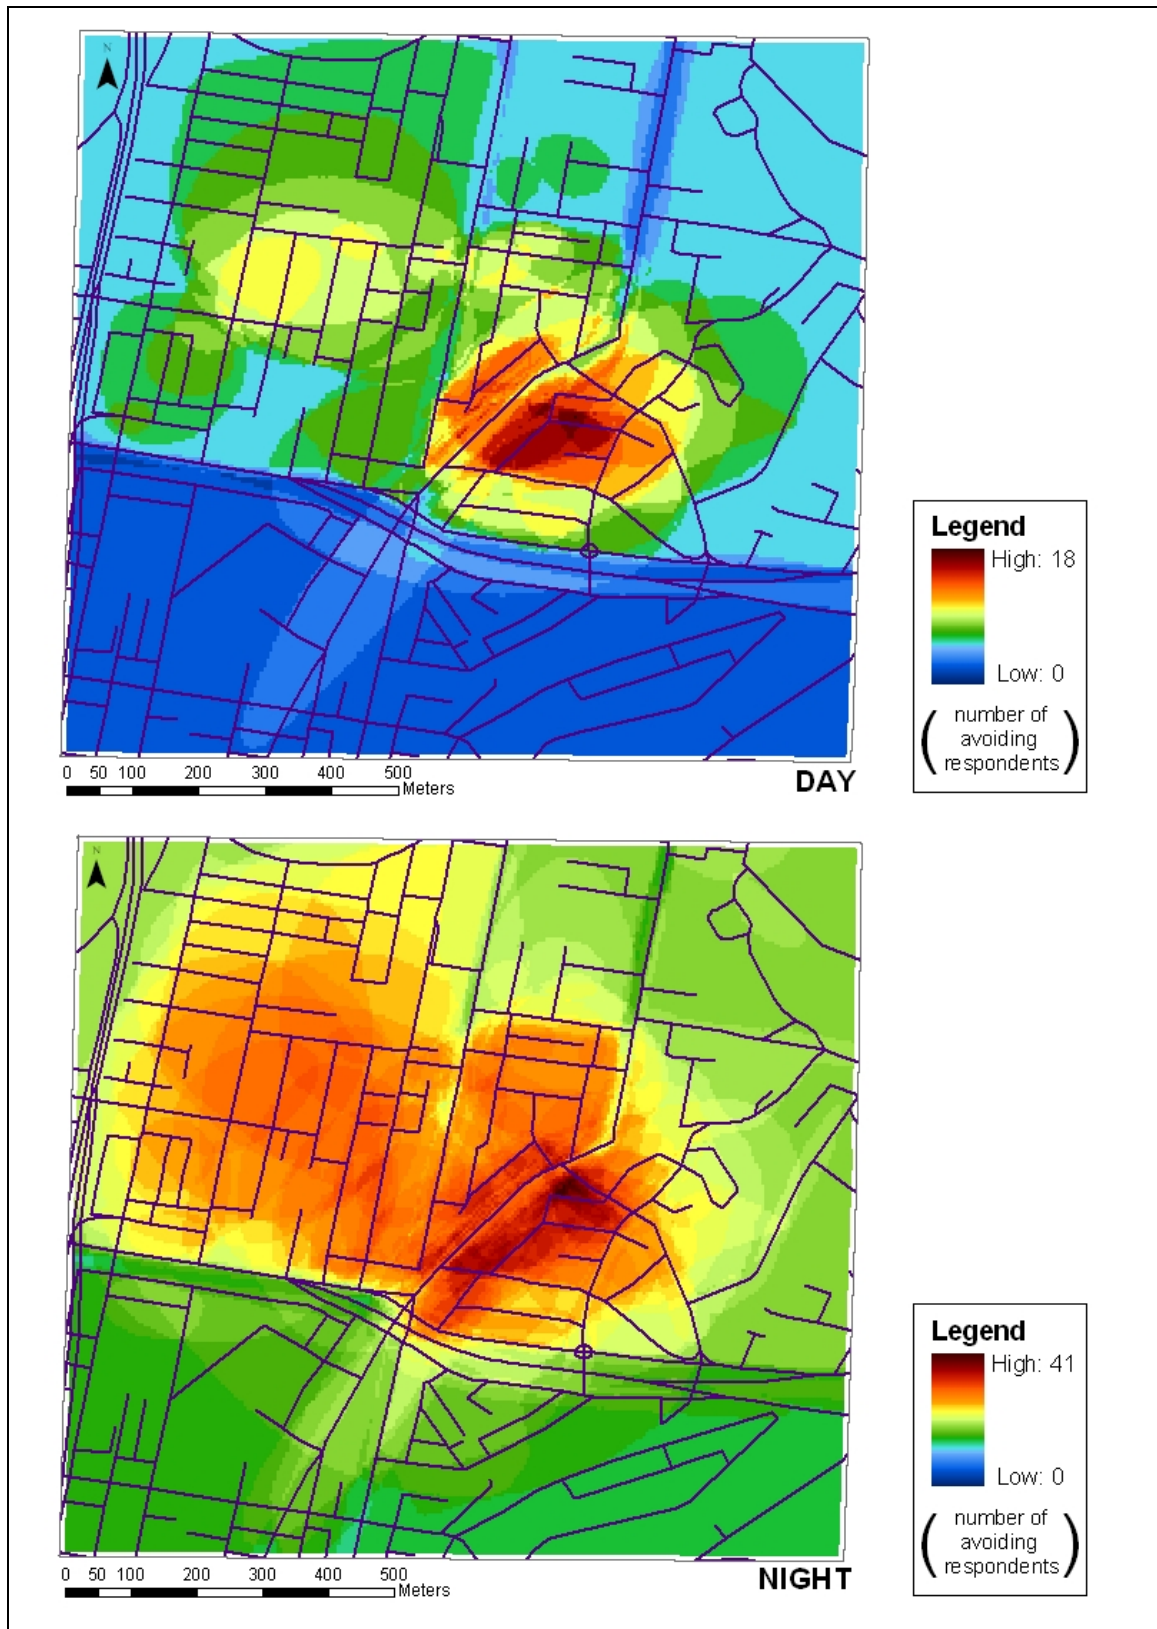 N
Legend
High: 18
Low: 0
( number of
avoiding
respondents )
0 50 100 200 300 400 500
Meters
DAY
N
Legend
High: 41
Low: 0
( number of
avoiding
respondents )
0 50 100 200 300 400 500
Meters
NIGHT